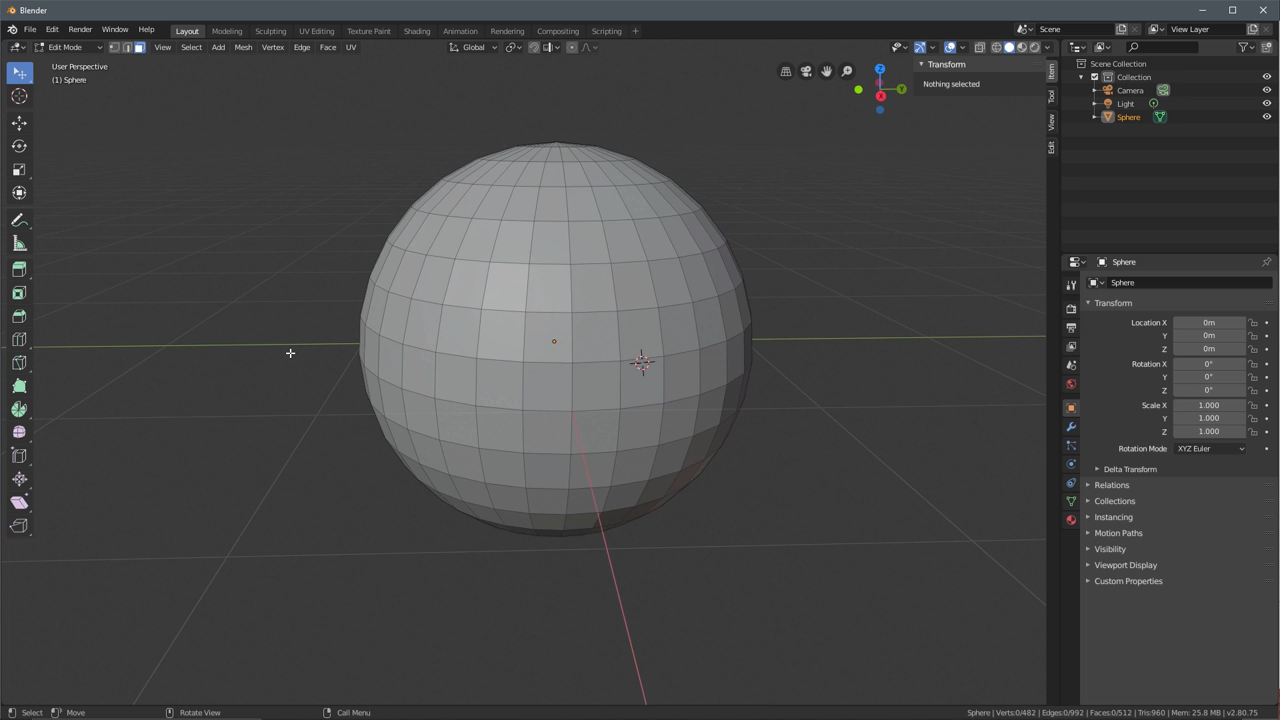 Blender
File Edit Render Window Help Layout Modeling Sculpting UV Editing Texture Paint Shading Animation Rendering Compositing Scripting + Scene View Layer
Edit Mode View Select Add Mesh Vertex Edge Face UV Global
User Perspective
(1) Sphere
Z
Y
X
Transform
Nothing selected
Item
Tool
View
Edit
Scene Collection
Collection
Camera
Light
Sphere
Sphere
Sphere
Transform
Location X 0m
Y 0m
Z 0m
Rotation X 0°
Y 0°
Z 0°
Scale X 1.000
Y 1.000
Z 1.000
Rotation Mode XYZ Euler
Delta Transform
Relations
Collections
Instancing
Motion Paths
Visibility
Viewport Display
Custom Properties
Select Move Rotate View Call Menu Sphere | Verts:0/482 | Edges:0/992 | Faces:0/512 | Tris:960 | Mem: 25.8 MB | v2.80.75